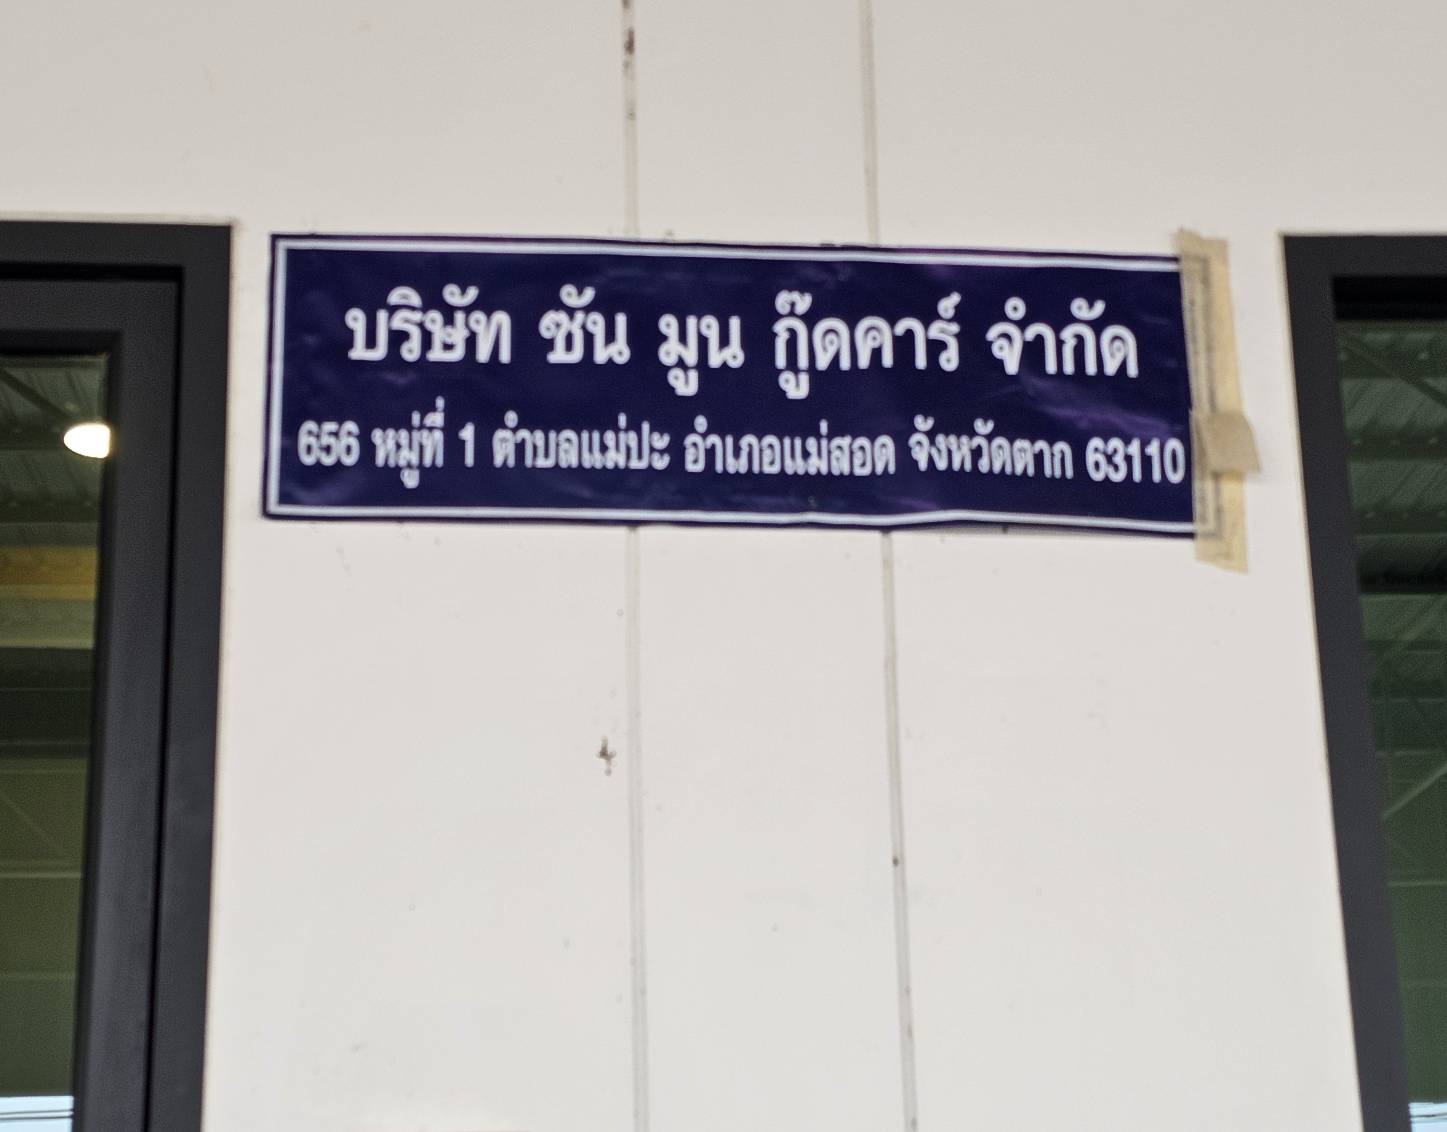 บริษัท ซัน มูน กู๊ดคาร์ จำกัด
656 หมู่ที่ 1 ตำบลแม่ปะ อำเภอแม่สอด จังหวัดตาก 63110